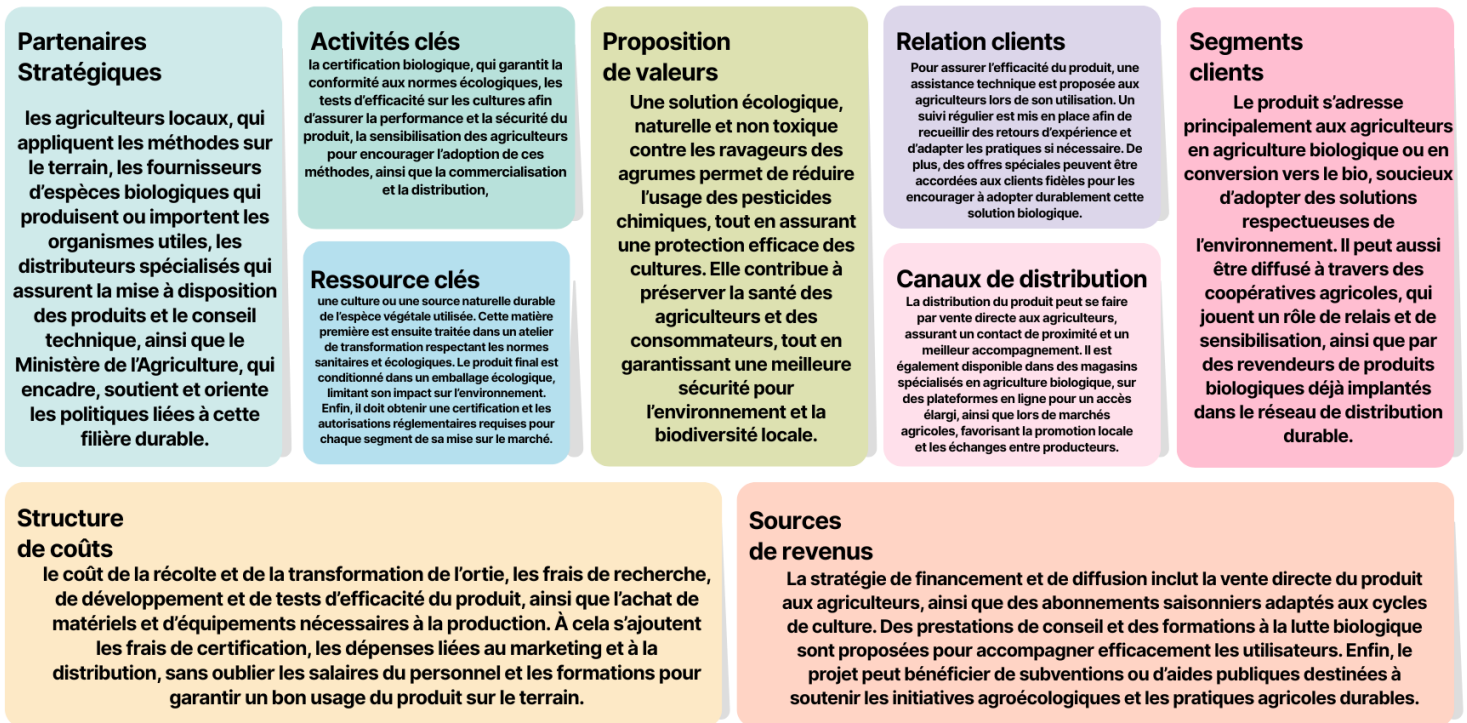 Partenaires
Stratégiques
les agriculteurs locaux, qui
appliquent les méthodes sur
le terrain, les fournisseurs
d’espèces biologiques qui
produisent ou importent les
organismes utiles, les
distributeurs spécialisés qui
assurent la mise à disposition
des produits et le conseil
technique, ainsi que le
Ministère de l’Agriculture, qui
encadre, soutient et oriente
les politiques liées à cette
filière durable.
Activités clés
la certification biologique, qui garantit la
conformité aux normes écologiques, les
tests d’efficacité sur les cultures afin
d’assurer la performance et la sécurité du
produit, la sensibilisation des agriculteurs
pour encourager l’adoption de ces
méthodes, ainsi que la commercialisation
et la distribution,
Ressource clés
une culture ou une source naturelle durable
de l’espèce végétale utilisée. Cette matière
première est ensuite traitée dans un atelier
de transformation respectant les normes
sanitaires et écologiques. Le produit final est
conditionné dans un emballage écologique,
limitant son impact sur l’environnement.
Enfin, il doit obtenir une certification et les
autorisations réglementaires requises pour
chaque segment de sa mise sur le marché.
Proposition
de valeurs
Une solution écologique,
naturelle et non toxique
contre les ravageurs des
agrumes permet de réduire
l’usage des pesticides
chimiques, tout en assurant
une protection efficace des
cultures. Elle contribue à
préserver la santé des
agriculteurs et des
consommateurs, tout en
garantissant une meilleure
sécurité pour
l’environnement et la
biodiversité locale.
Relation clients
Pour assurer l’efficacité du produit, une
assistance technique est proposée aux
agriculteurs lors de son utilisation. Un
suivi régulier est mis en place afin de
recueillir des retours d’expérience et
d’adapter les pratiques si nécessaire. De
plus, des offres spéciales peuvent être
accordées aux clients fidèles pour les
encourager à adopter durablement cette
solution biologique.
Canaux de distribution
La distribution du produit peut se faire
par vente directe aux agriculteurs,
assurant un contact de proximité et un
meilleur accompagnement. Il est
également disponible dans des magasins
spécialisés en agriculture biologique, sur
des plateformes en ligne pour un accès
élargi, ainsi que lors de marchés
agricoles, favorisant la promotion locale
et les échanges entre producteurs.
Segments
clients
Le produit s’adresse
principalement aux agriculteurs
en agriculture biologique ou en
conversion vers le bio, soucieux
d’adopter des solutions
respectueuses de
l’environnement. Il peut aussi
être diffusé à travers des
coopératives agricoles, qui
jouent un rôle de relais et de
sensibilisation, ainsi que par
des revendeurs de produits
biologiques déjà implantés
dans le réseau de distribution
durable.
Structure
de coûts
le coût de la récolte et de la transformation de l’ortie, les frais de recherche,
de développement et de tests d’efficacité du produit, ainsi que l’achat de
matériels et d’équipements nécessaires à la production. À cela s’ajoutent
les frais de certification, les dépenses liées au marketing et à la
distribution, sans oublier les salaires du personnel et les formations pour
garantir un bon usage du produit sur le terrain.
Sources
de revenus
La stratégie de financement et de diffusion inclut la vente directe du produit
aux agriculteurs, ainsi que des abonnements saisonniers adaptés aux cycles
de culture. Des prestations de conseil et des formations à la lutte biologique
sont proposées pour accompagner efficacement les utilisateurs. Enfin, le
projet peut bénéficier de subventions ou d’aides publiques destinées à
soutenir les initiatives agroécologiques et les pratiques agricoles durables.